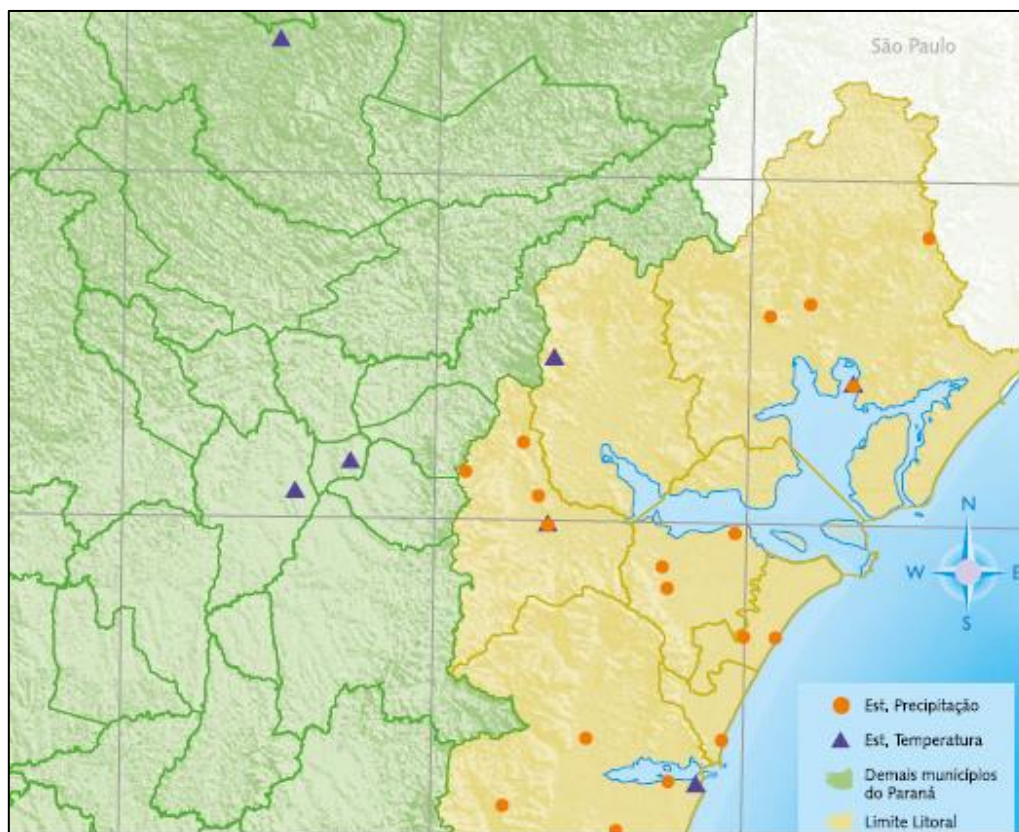 São Paulo
N
W
E
S
Est, Precipitação
Est, Temperatura
Demais municípios
do Paraná
Limite Litoral